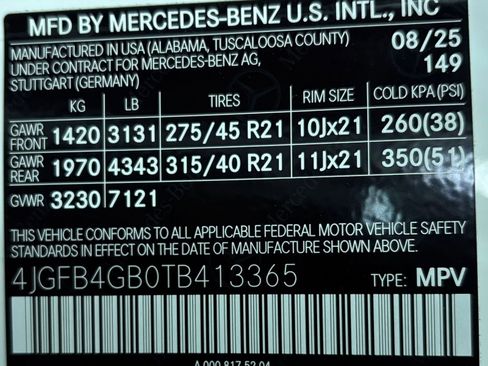 MFD BY MERCEDES-BENZ U.S. INTL., INC
MANUFACTURED IN USA (ALABAMA, TUSCALOOSA COUNTY) 08/25
UNDER CONTRACT FOR MERCEDES-BENZ AG, 149
STUTTGART (GERMANY)
KG LB TIRES RIM SIZE COLD KPA (PSI)
GAWR FRONT 1420 3131 275/45 R21 10Jx21 260(38)
GAWR REAR 1970 4343 315/40 R21 11Jx21 350(51)
GVWR 3230 7121
THIS VEHICLE CONFORMS TO ALL APPLICABLE FEDERAL MOTOR VEHICLE SAFETY
STANDARDS IN EFFECT ON THE DATE OF MANUFACTURE SHOWN ABOVE.
4JGFB4GB0TB413365 TYPE: MPV
A 000 817 52 04